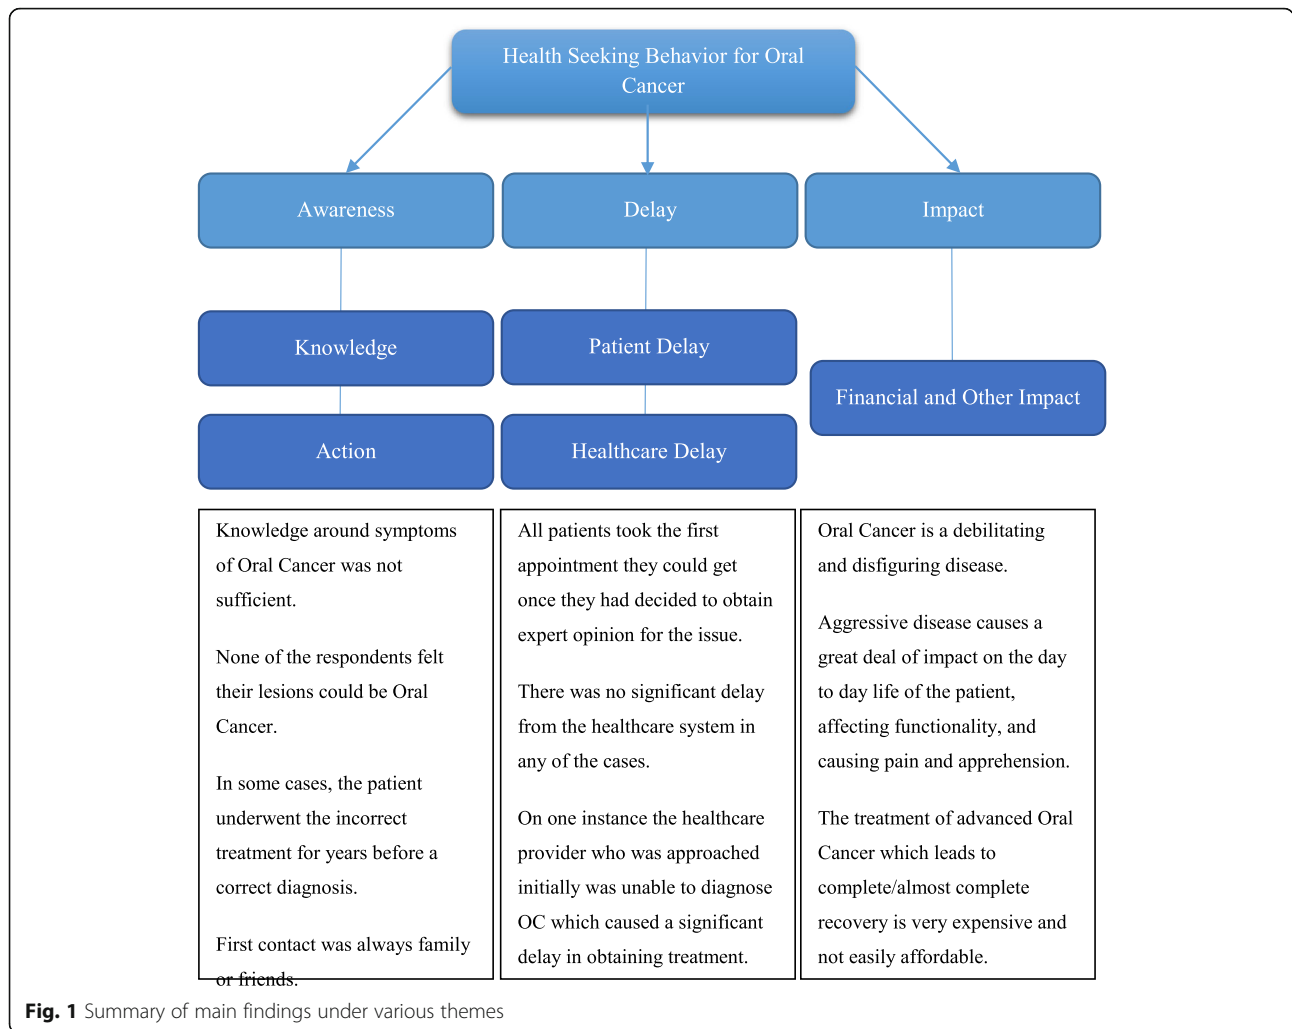 Health Seeking Behavior for Oral
Cancer
Awareness
Delay
Impact
Knowledge
Patient Delay
Financial and Other Impact
Action
Healthcare Delay
Knowledge around symptoms
of Oral Cancer was not
sufficient.
None of the respondents felt
their lesions could be Oral
Cancer.
In some cases, the patient
underwent the incorrect
treatment for years before a
correct diagnosis.
First contact was always family
or friends.
All patients took the first
appointment they could get
once they had decided to obtain
expert opinion for the issue.
There was no significant delay
from the healthcare system in
any of the cases.
On one instance the healthcare
provider who was approached
initially was unable to diagnose
OC which caused a significant
delay in obtaining treatment.
Oral Cancer is a debilitating
and disfiguring disease.
Aggressive disease causes a
great deal of impact on the day
to day life of the patient,
affecting functionality, and
causing pain and apprehension.
The treatment of advanced Oral
Cancer which leads to
complete/almost complete
recovery is very expensive and
not easily affordable.
Fig. 1 Summary of main findings under various themes